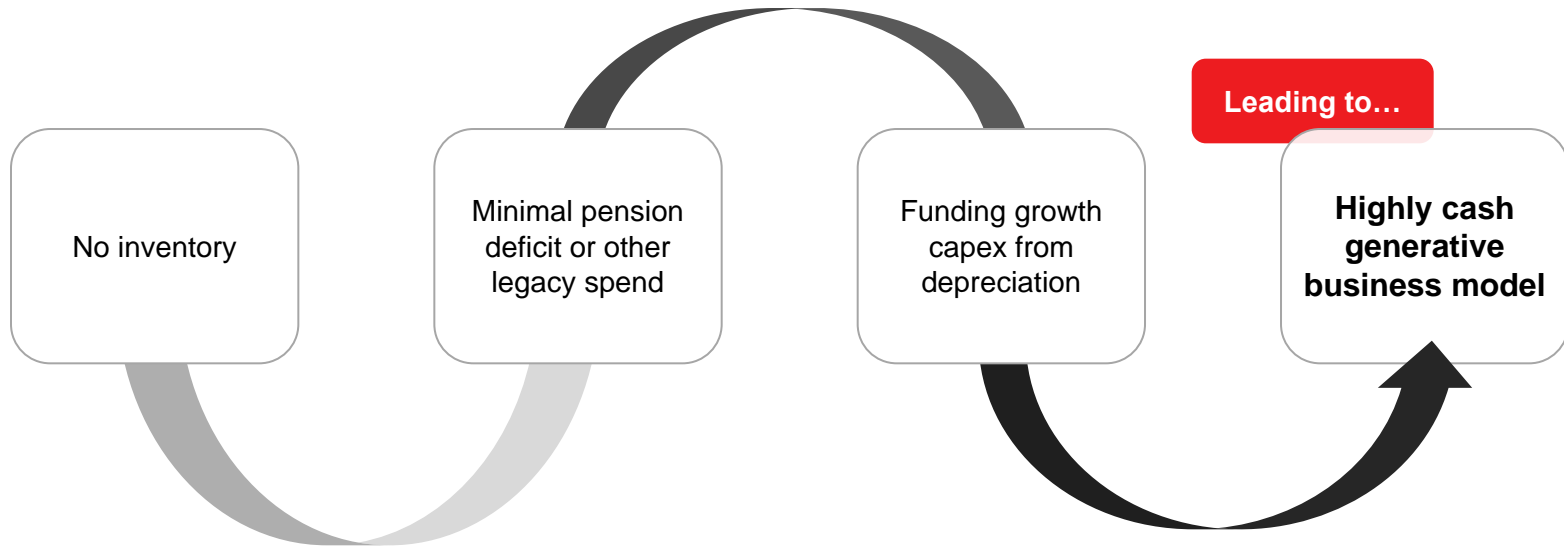 No inventory
Minimal pension
deficit or other
legacy spend
Funding growth
capex from
depreciation
Leading to…
Highly cash
generative
business model